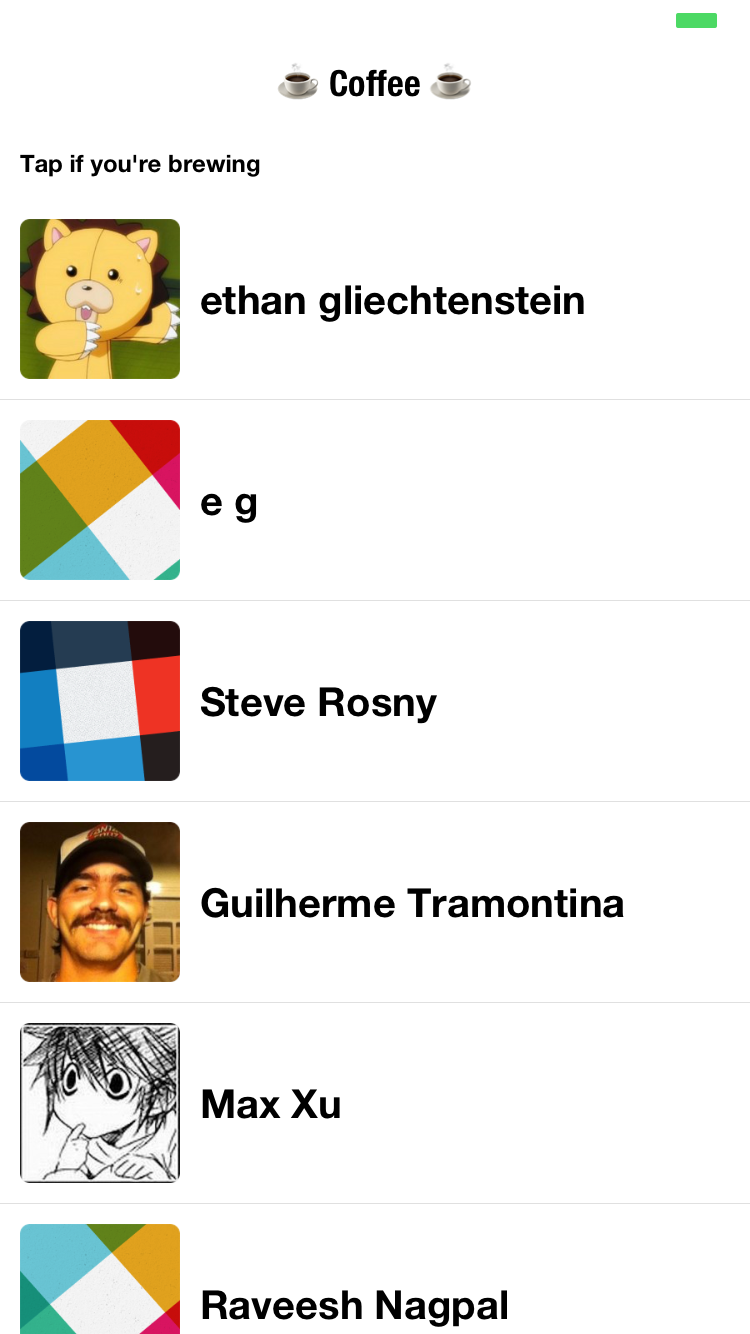 ☕ Coffee ☕
Tap if you're brewing
ethan gliechtenstein
e g
Steve Rosny
Guilherme Tramontina
Max Xu
Raveesh Nagpal